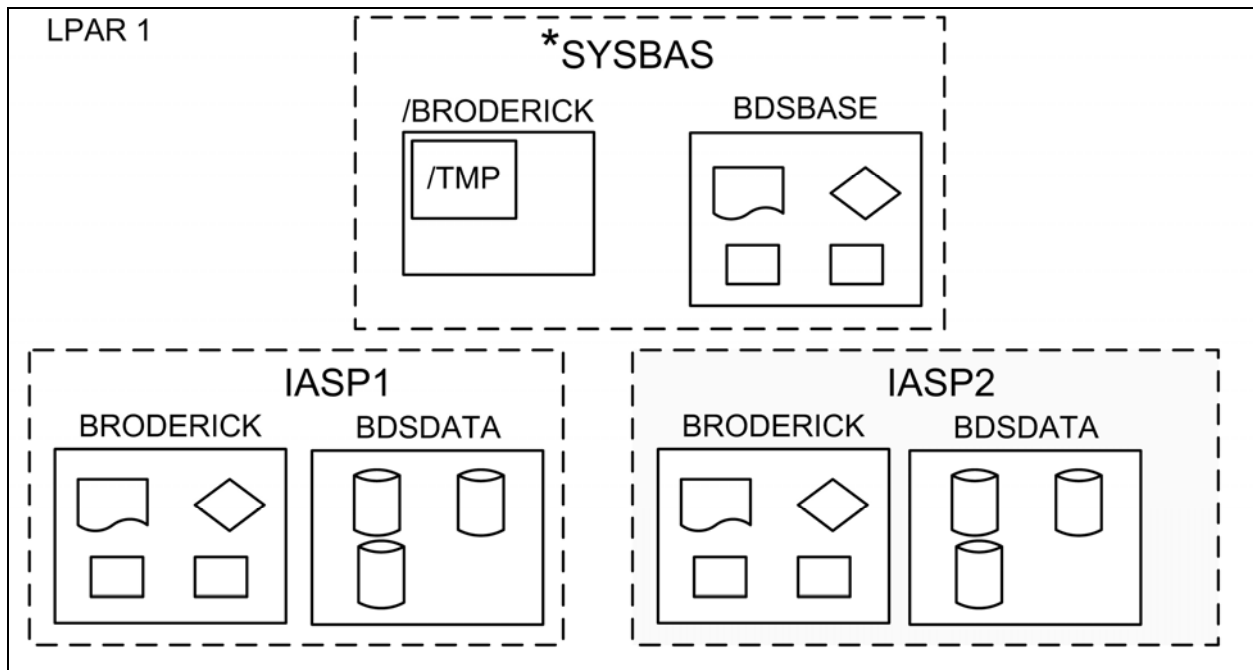 LPAR 1
*SYSBAS
/BRODERICK
BDSBASE
/TMP
IASP1
IASP2
BRODERICK
BDSDATA
BRODERICK
BDSDATA